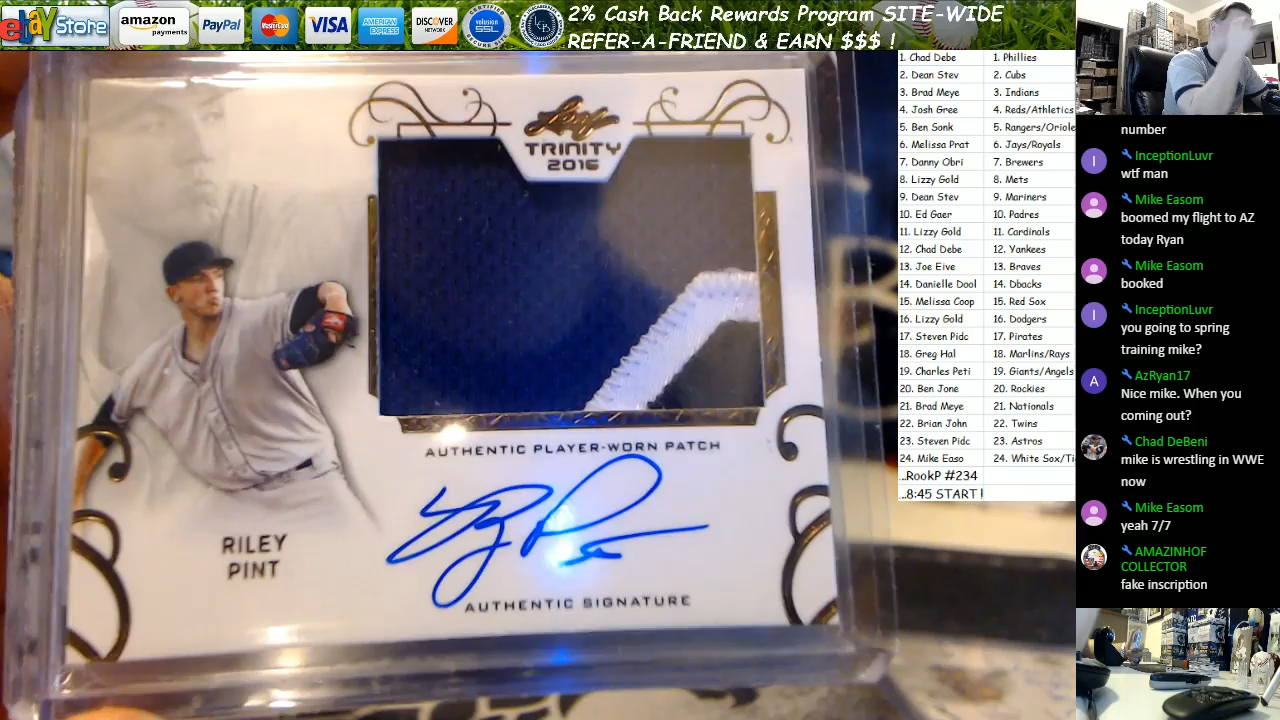 ebay Store
amazon payments
PayPal
MasterCard
VISA
AMERICAN EXPRESS
DISCOVER NETWORK
volusion SSL
2% Cash Back Rewards Program SITE-WIDE
REFER-A-FRIEND & EARN $$$ !
Leaf
TRINITY
2016
AUTHENTIC PLAYER-WORN PATCH
RILEY
PINT
AUTHENTIC SIGNATURE
1. Chad Debe 1. Phillies
2. Dean Stev 2. Cubs
3. Brad Meye 3. Indians
4. Josh Gree 4. Reds/Athletics
5. Ben Sonk 5. Rangers/Oriole
6. Melissa Prat 6. Jays/Royals
7. Danny Obri 7. Brewers
8. Lizzy Gold 8. Mets
9. Dean Stev 9. Mariners
10. Ed Gaer 10. Padres
11. Lizzy Gold 11. Cardinals
12. Chad Debe 12. Yankees
13. Joe Eive 13. Braves
14. Danielle Dool 14. Dbacks
15. Melissa Coop 15. Red Sox
16. Lizzy Gold 16. Dodgers
17. Steven Pidc 17. Pirates
18. Greg Hal 18. Marlins/Rays
19. Charles Peti 19. Giants/Angels
20. Ben Jone 20. Rockies
21. Brad Meye 21. Nationals
22. Brian John 22. Twins
23. Steven Pidc 23. Astros
24. Mike Easo 24. White Sox/Ti
...RookP #234
...8:45 START!
number
I
InceptionLuvr
wtf man
Mike Easom
boomed my flight to AZ
today Ryan
Mike Easom
booked
I
InceptionLuvr
you going to spring
training mike?
A
AzRyan17
Nice mike. When you
coming out?
Chad DeBeni
mike is wrestling in WWE
now
Mike Easom
yeah 7/7
AMAZINHOF
COLLECTOR
fake inscription